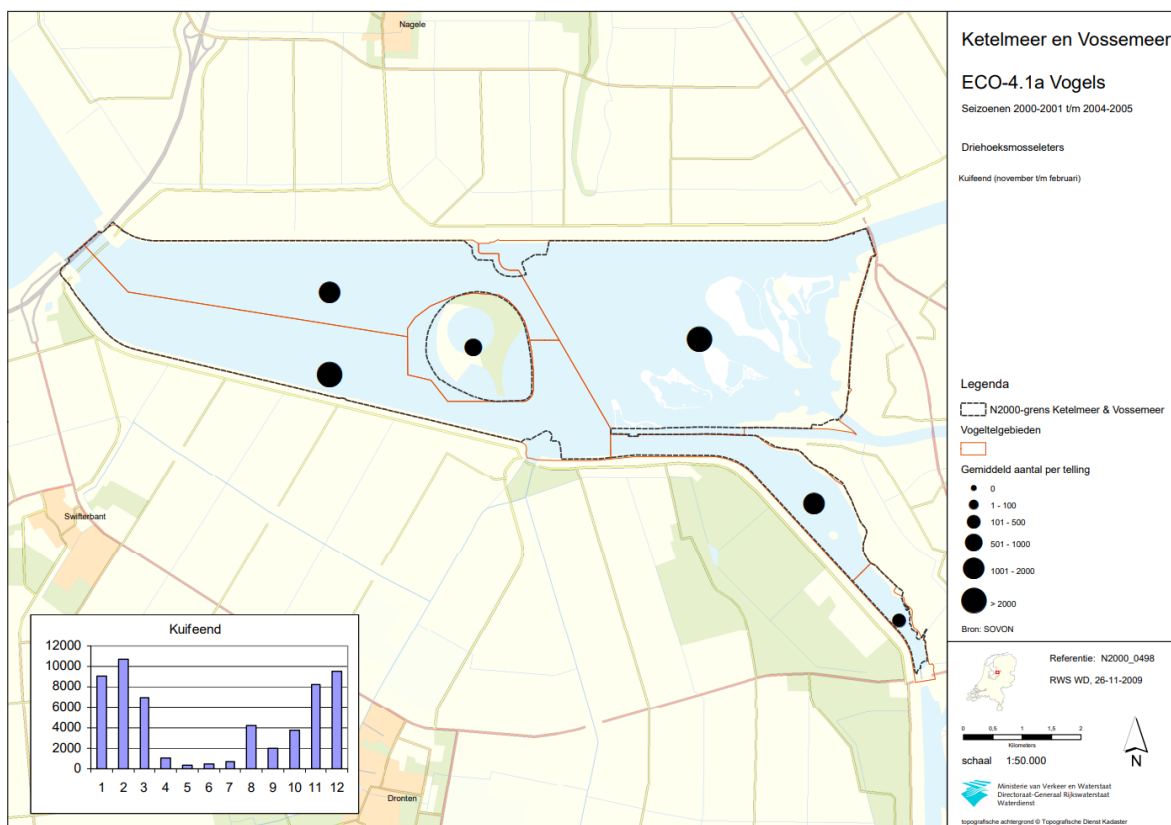 Nagele
Swifterbant
Dronten
Kuifeend
12000
10000
8000
6000
4000
2000
0
1 2 3 4 5 6 7 8 9 10 11 12
Ketelmeer en Vossemeer
ECO-4.1a Vogels
Seizoenen 2000-2001 t/m 2004-2005
Driehoeksmosseleters
Kuifeend (november t/m februari)
Legenda
N2000-grens Ketelmeer & Vossemeer
Vogeltelgebieden
Gemiddeld aantal per telling
0
1 - 100
101 - 500
501 - 1000
1001 - 2000
> 2000
Bron: SOVON
Referentie: N2000_0498
RWS WD, 26-11-2009
0 0,5 1 1,5 2
Kilometers
schaal 1:50.000
N
Ministerie van Verkeer en Waterstaat
Directoraat-Generaal Rijkswaterstaat
Waterdienst
topografische achtergrond © Topografische Dienst Kadaster